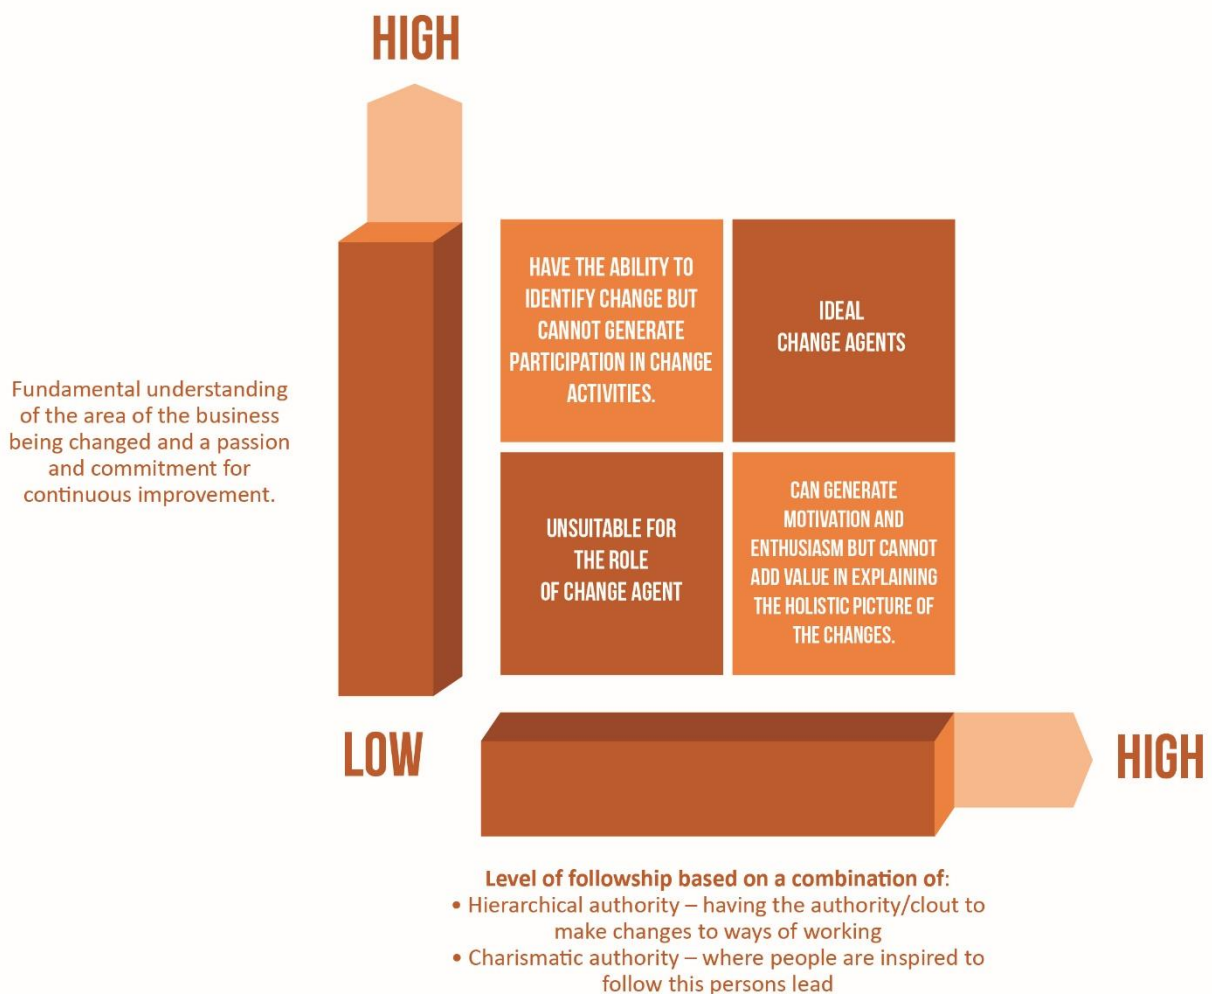 HIGH
HAVE THE ABILITY TO
IDENTIFY CHANGE BUT
CANNOT GENERATE
PARTICIPATION IN CHANGE
ACTIVITIES.
IDEAL
CHANGE AGENTS
Fundamental understanding
of the area of the business
being changed and a passion
and commitment for
continuous improvement.
UNSUITABLE FOR
THE ROLE
OF CHANGE AGENT
CAN GENERATE
MOTIVATION AND
ENTHUSIASM BUT CANNOT
ADD VALUE IN EXPLAINING
THE HOLISTIC PICTURE OF
THE CHANGES.
LOW
HIGH
Level of followship based on a combination of:
• Hierarchical authority – having the authority/clout to
make changes to ways of working
• Charismatic authority – where people are inspired to
follow this persons lead